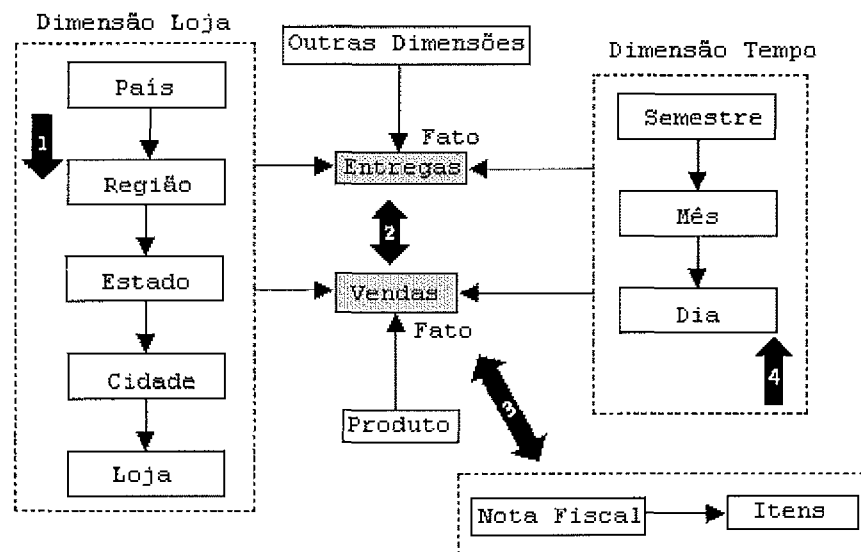 Dimensão Loja
País
1
Região
Estado
Cidade
Loja
Outras Dimensões
Fato
Entregas
2
Vendas
Fato
Produto
3
Dimensão Tempo
Semestre
Mês
Dia
4
Nota Fiscal
Itens